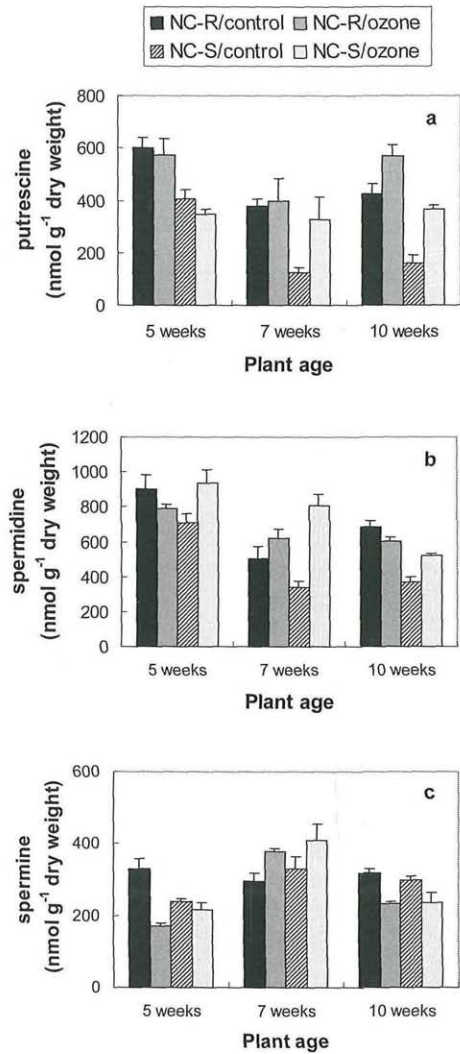 NC-R/control NC-R/ozone
NC-S/control NC-S/ozone
a
putrescine
(nmol g⁻¹ dry weight)
800
600
400
200
0
5 weeks 7 weeks 10 weeks
Plant age
b
spermidine
(nmol g⁻¹ dry weight)
1200
1000
800
600
400
200
0
5 weeks 7 weeks 10 weeks
Plant age
c
spermine
(nmol g⁻¹ dry weight)
600
400
200
0
5 weeks 7 weeks 10 weeks
Plant age